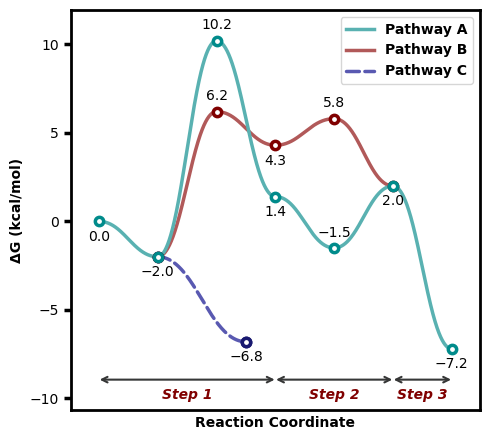 10.2
Pathway A
Pathway B
Pathway C
10
6.2
5.8
5
4.3
2.0
1.4
0
0.0
−1.5
−2.0
−5
−6.8
−7.2
Step 1
Step 2
Step 3
−10
ΔG (kcal/mol)
Reaction Coordinate